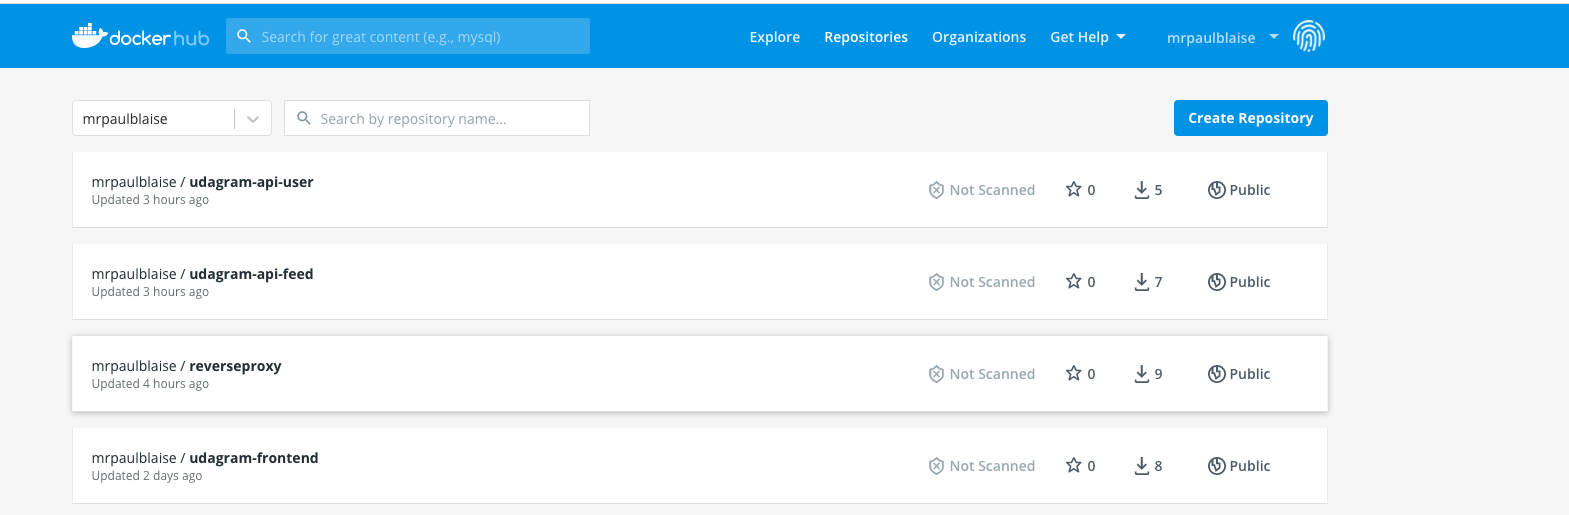 dockerhub
Search for great content (e.g., mysql)
Explore
Repositories
Organizations
Get Help
mrpaulblaise
mrpaulblaise
Search by repository name...
Create Repository
mrpaulblaise / udagram-api-user
Updated 3 hours ago
Not Scanned
0
5
Public
mrpaulblaise / udagram-api-feed
Updated 3 hours ago
Not Scanned
0
7
Public
mrpaulblaise / reverseproxy
Updated 4 hours ago
Not Scanned
0
9
Public
mrpaulblaise / udagram-frontend
Updated 2 days ago
Not Scanned
0
8
Public